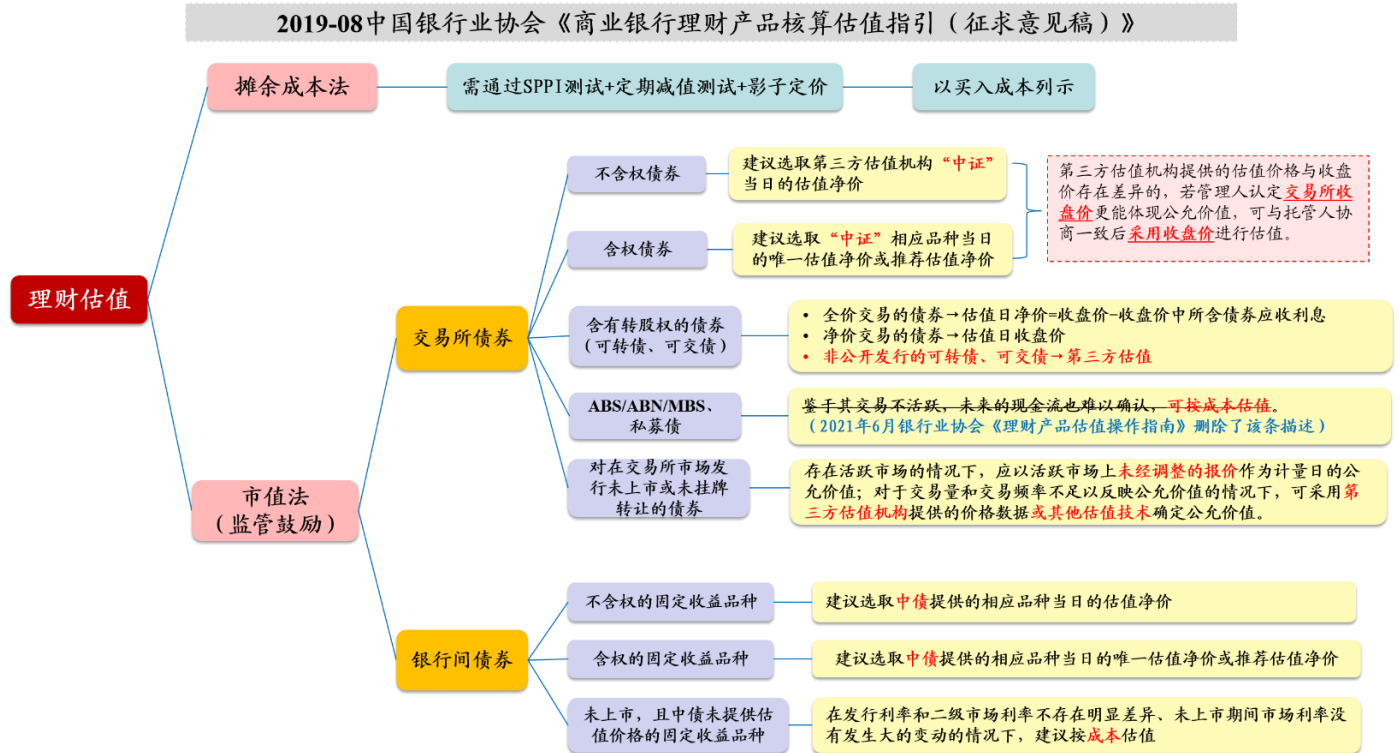 2019-08中国银行业协会《商业银行理财产品核算估值指引（征求意见稿）》
摊余成本法
需通过SPPI测试+定期减值测试+影子定价
以买入成本列示
不含权债券
建议选取第三方估值机构“中证”
当日的估值净价
第三方估值机构提供的估值价格与收盘
价存在差异的，若管理人认定交易所收
盘价更能体现公允价值，可与托管人协
商一致后采用收盘价进行估值。
含权债券
建议选取“中证”相应品种当日
的唯一估值净价或推荐估值净价
理财估值
交易所债券
含有转股权的债券
（可转债、可交债）
• 全价交易的债券→估值日净价=收盘价-收盘价中所含债券应收利息
• 净价交易的债券→估值日收盘价
• 非公开发行的可转债、可交债→第三方估值
ABS/ABN/MBS、
私募债
鉴于其交易不活跃，未来的现金流也难以确认，可按成本估值。
（2021年6月银行业协会《理财产品估值操作指南》删除了该条描述）
对在交易所市场发
行未上市或未挂牌
转让的债券
存在活跃市场的情况下，应以活跃市场上未经调整的报价作为计量日的公
允价值；对于交易量和交易频率不足以反映公允价值的情况下，可采用第
三方估值机构提供的价格数据或其他估值技术确定公允价值。
市值法
（监管鼓励）
不含权的固定收益品种
建议选取中债提供的相应品种当日的估值净价
银行间债券
含权的固定收益品种
建议选取中债提供的相应品种当日的唯一估值净价或推荐估值净价
未上市，且中债未提供估
值价格的固定收益品种
在发行利率和二级市场利率不存在明显差异、未上市期间市场利率没
有发生大的变动的情况下，建议按成本估值